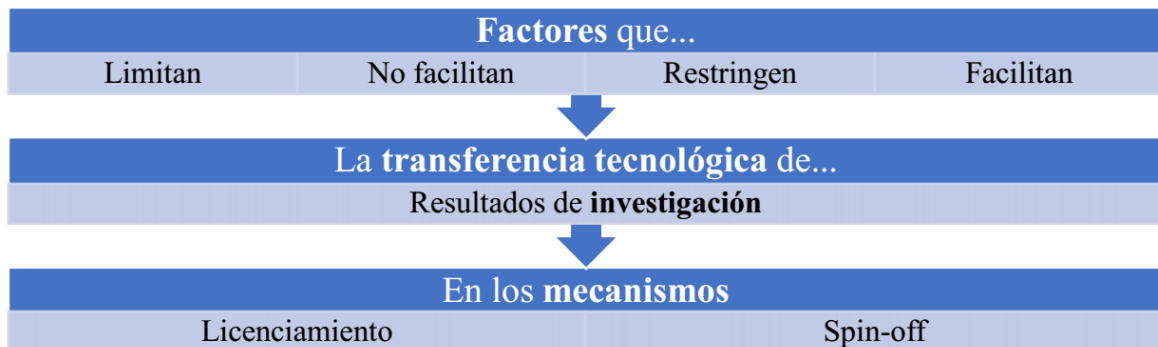 Factores que...
Limitan No facilitan Restringen Facilitan
La transferencia tecnológica de...
Resultados de investigación
En los mecanismos
Licenciamiento Spin-off